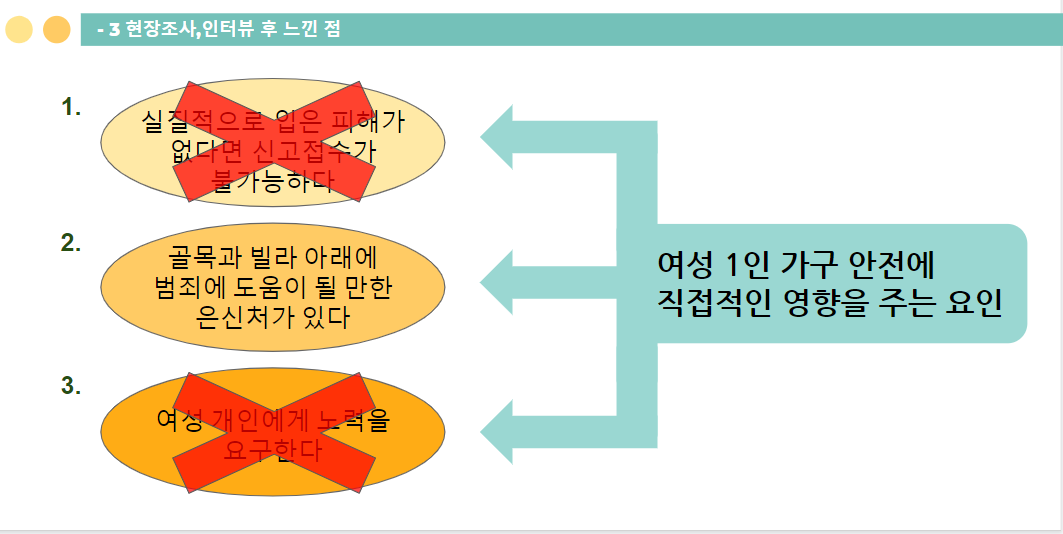 - 3 현장조사,인터뷰 후 느낀 점
1.
실질적으로 입은 피해가
없다면 신고접수가
불가능하다
2.
골목과 빌라 아래에
범죄에 도움이 될 만한
은신처가 있다
3.
여성 개인에게 노력을
요구한다
여성 1인 가구 안전에
직접적인 영향을 주는 요인